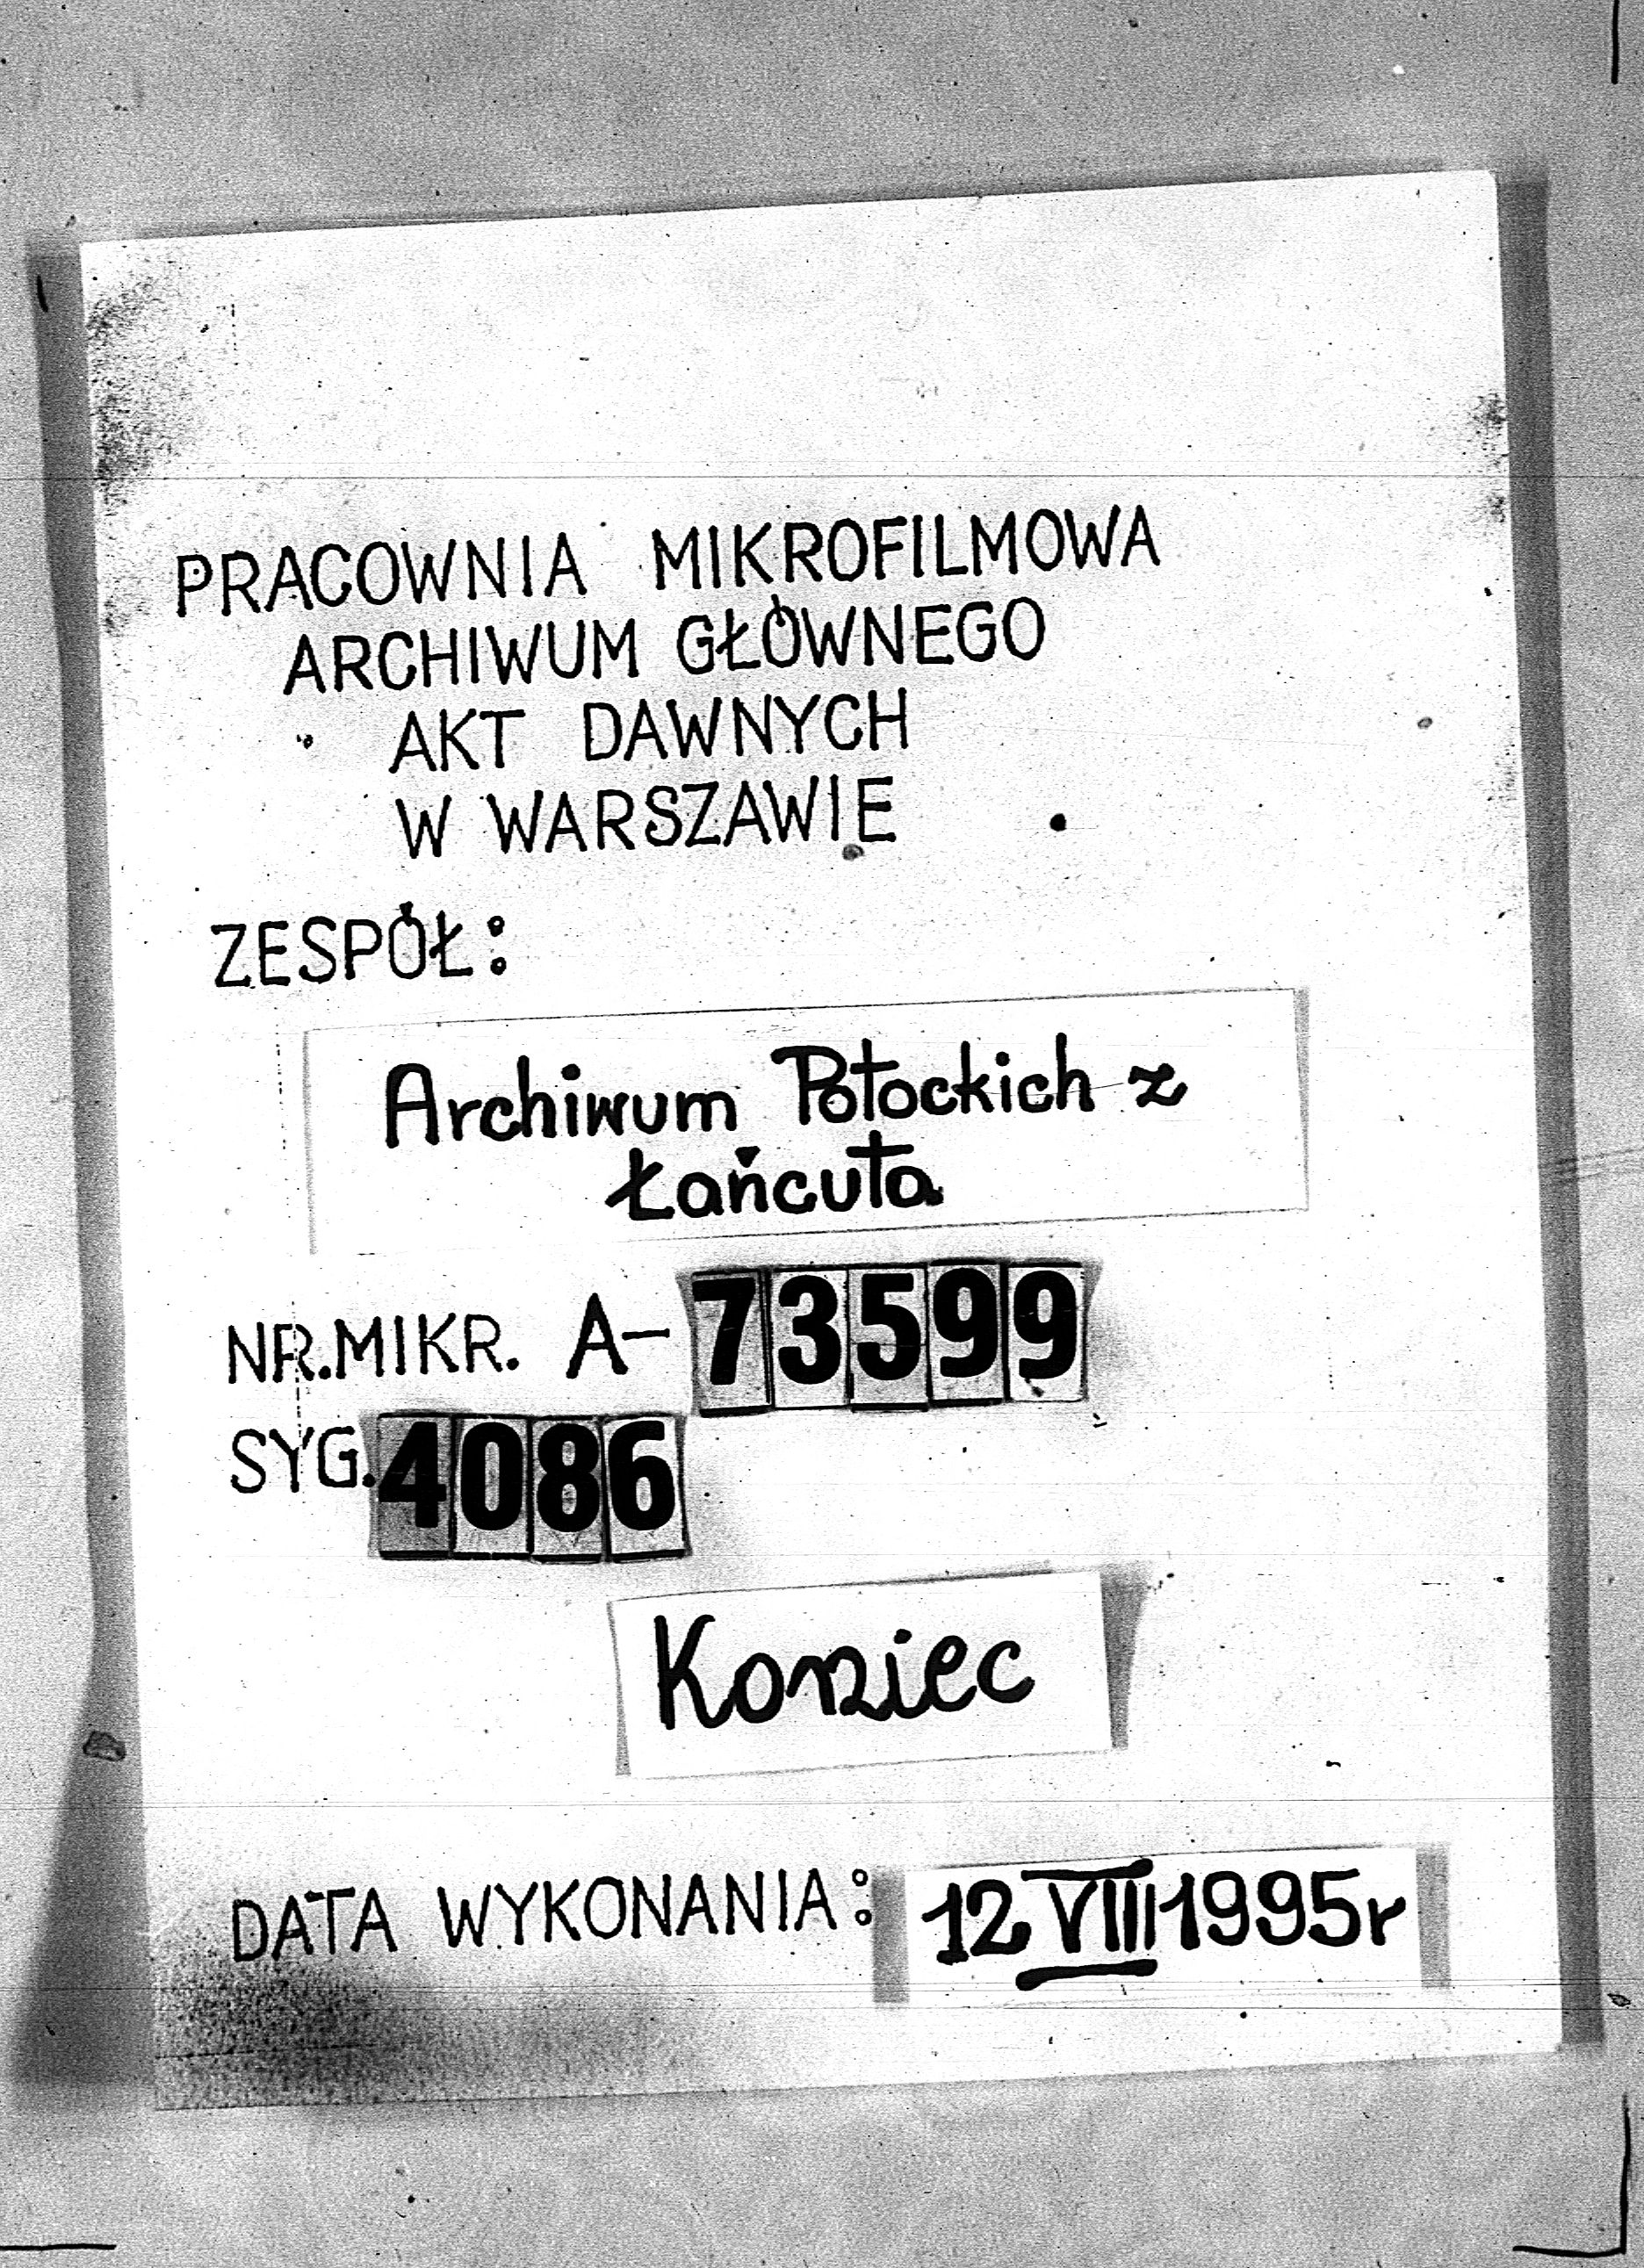 PRACOWNIA MIKROFILMOWA
ARCHIWUM GŁÓWNEGO
AKT DAWNYCH
W WARSZAWIE
ZESPÓŁ:
Archiwum Potockich z
Łańcuta
NR.MIKR. A-73599
SYG. 4086
Koniec
DATA WYKONANIA: 12 VIII 1995r